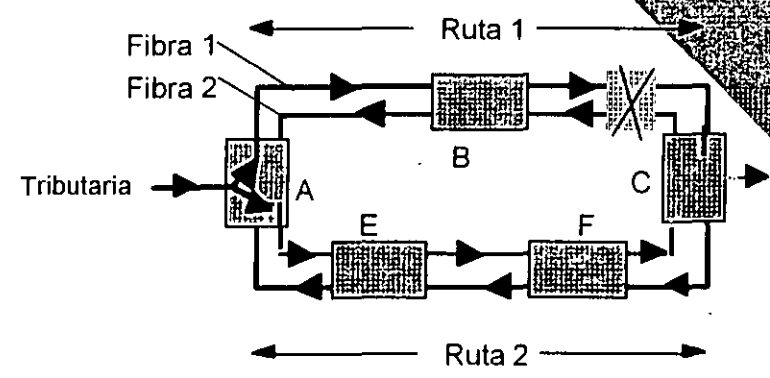 Ruta 1
Fibra 1
Fibra 2
B
Tributaria
A
C
E
F
Ruta 2